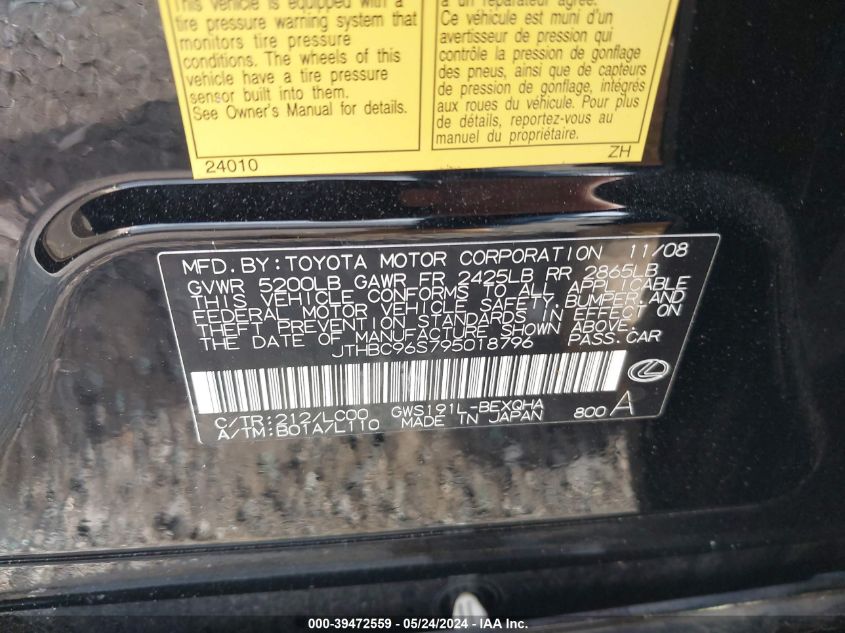 This vehicle is equipped with a
tire pressure warning system that
monitors tire pressure
conditions. The wheels of this
vehicle have a tire pressure
sensor built into them.
See Owner's Manual for details.
24010
à un réparateur agréé.
Ce véhicule est muni d'un
avertisseur de pression qui
contrôle la pression de gonflage
des pneus, ainsi que de capteurs
de pression de gonflage, intégrés
aux roues du véhicule. Pour plus
de détails, reportez-vous au
manuel du propriétaire.
ZH
MFD. BY: TOYOTA MOTOR CORPORATION 11/08
GVWR 5200LB GAWR FR 2425LB RR 2865LB
THIS VEHICLE CONFORMS TO ALL APPLICABLE
FEDERAL MOTOR VEHICLE SAFETY, BUMPER, AND
THEFT PREVENTION STANDARDS IN EFFECT ON
THE DATE OF MANUFACTURE SHOWN ABOVE.
JTHBC96S795018796 PASS. CAR
C/TR: 212/LC00 GWS191L-BEXQHA
A/TM: B01A/L110 MADE IN JAPAN 800 A
000-39472559 - 05/24/2024 - IAA Inc.